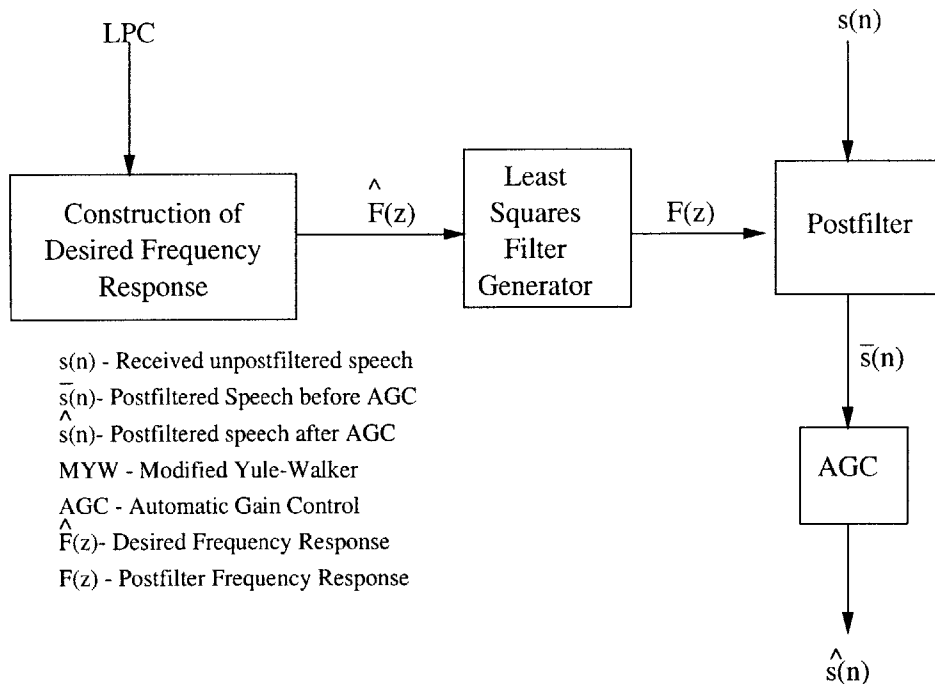 LPC
s(n)
Construction of
Desired Frequency
Response
^
F(z)
Least
Squares
Filter
Generator
F(z)
Postfilter
s̄(n)
AGC
ŝ(n)
s(n) - Received unpostfiltered speech
s̄(n)- Postfiltered Speech before AGC
ŝ(n)- Postfiltered speech after AGC
MYW - Modified Yule-Walker
AGC - Automatic Gain Control
F̂(z)- Desired Frequency Response
F(z) - Postfilter Frequency Response